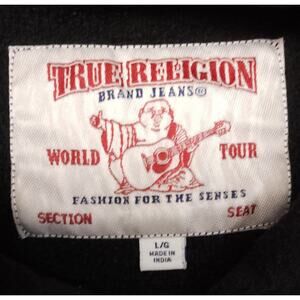 TRUE RELIGION
BRAND JEANS®
WORLD TOUR
FASHION FOR THE SENSES
SECTION SEAT
L/G
MADE IN
INDIA